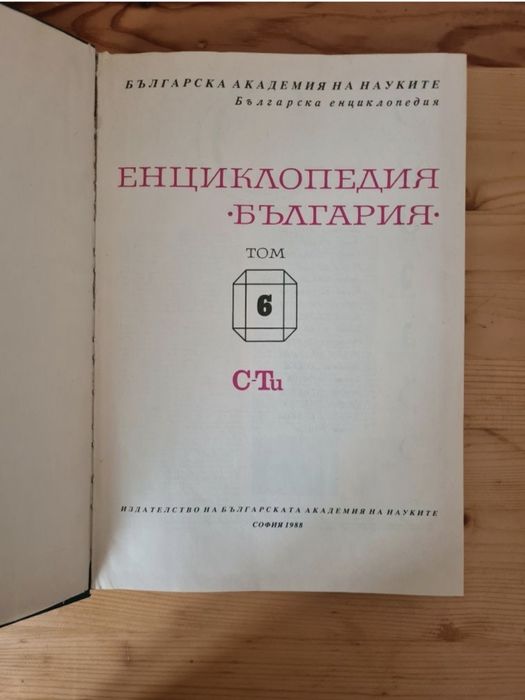 БЪЛГАРСКА АКАДЕМИЯ НА НАУКИТЕ
Българска енциклопедия
ЕНЦИКЛОПЕДИЯ
·БЪЛГАРИЯ·
ТОМ
6
С-Ти
ИЗДАТЕЛСТВО НА БЪЛГАРСКАТА АКАДЕМИЯ НА НАУКИТЕ
СОФИЯ 1988